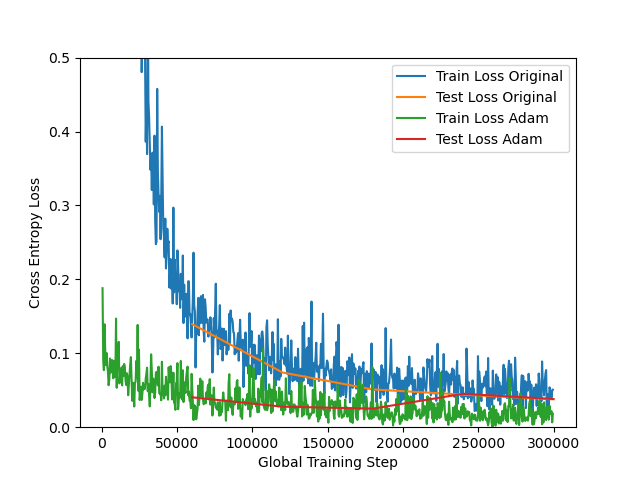 0.5
0.4
0.3
0.2
0.1
0.0
Cross Entropy Loss
Train Loss Original
Test Loss Original
Train Loss Adam
Test Loss Adam
0 50000 100000 150000 200000 250000 300000
Global Training Step